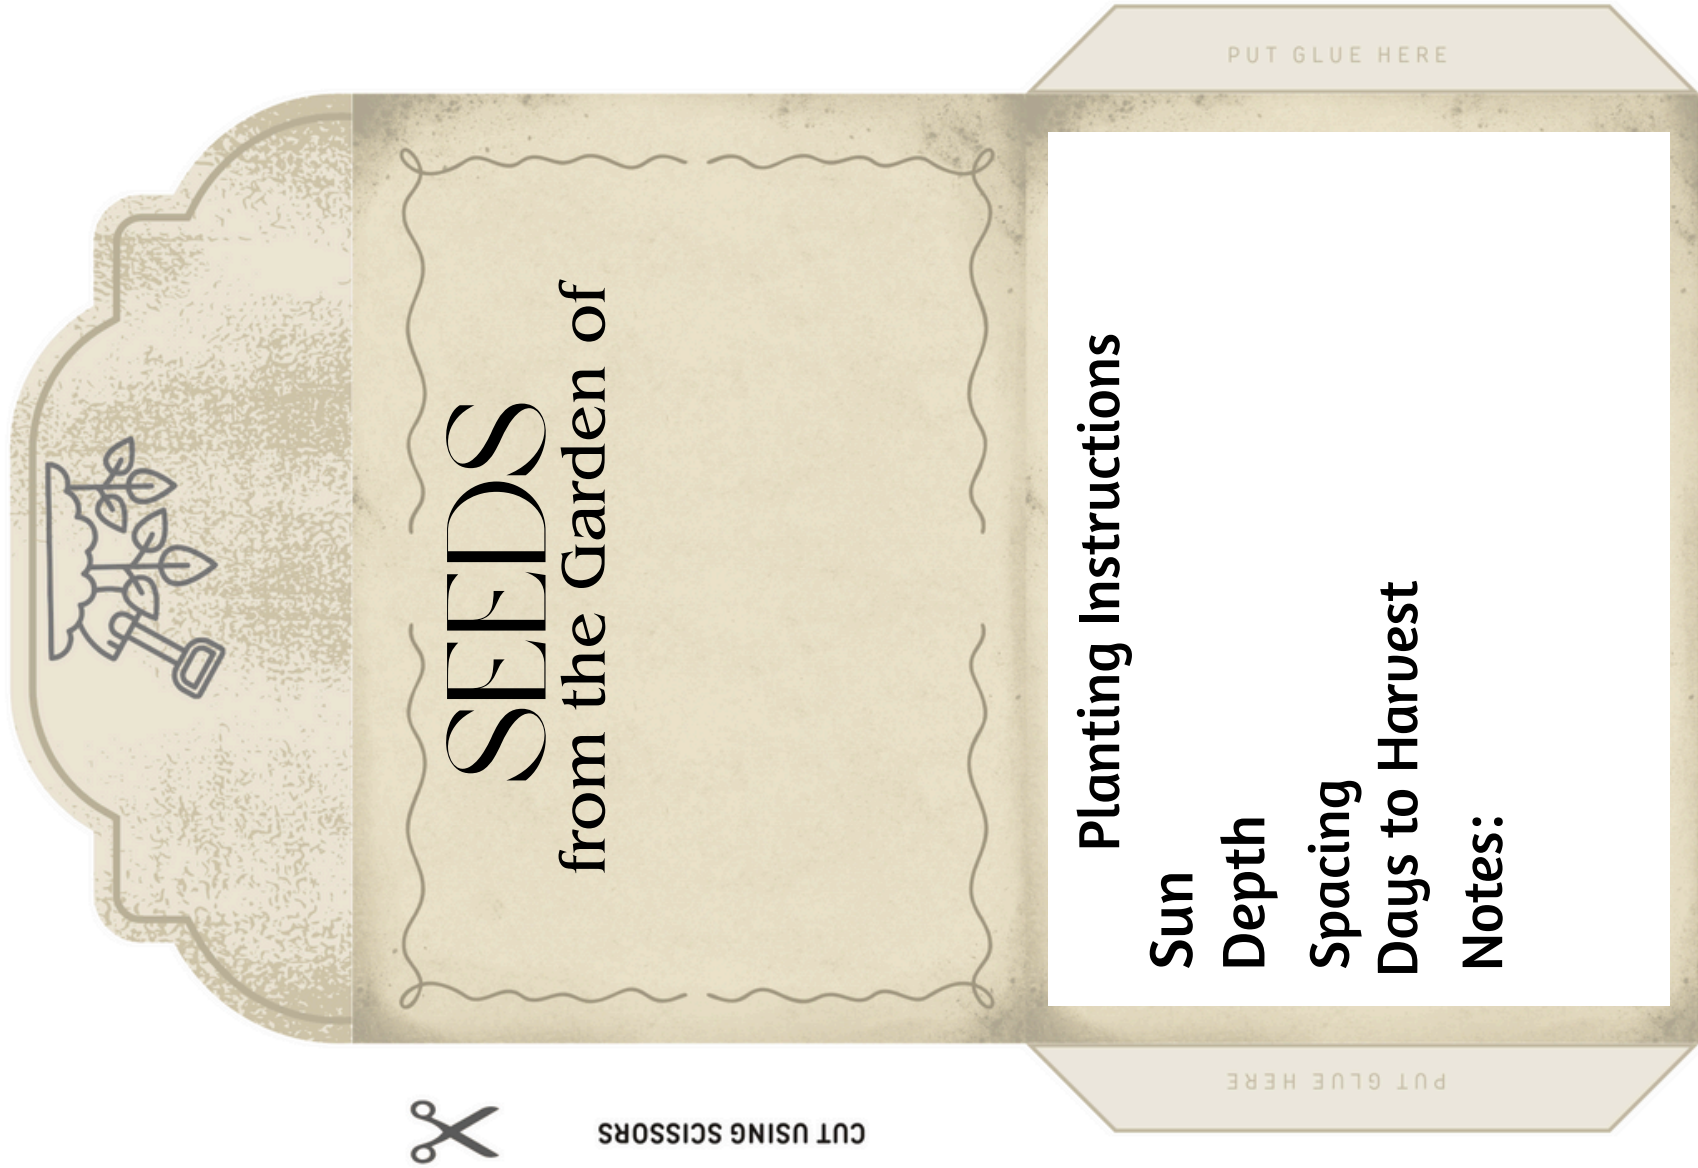 PUT GLUE HERE
SEEDS
from the Garden of
Planting Instructions
Sun
Depth
Spacing
Days to Harvest
Notes:
PUT GLUE HERE
CUT USING SCISSORS